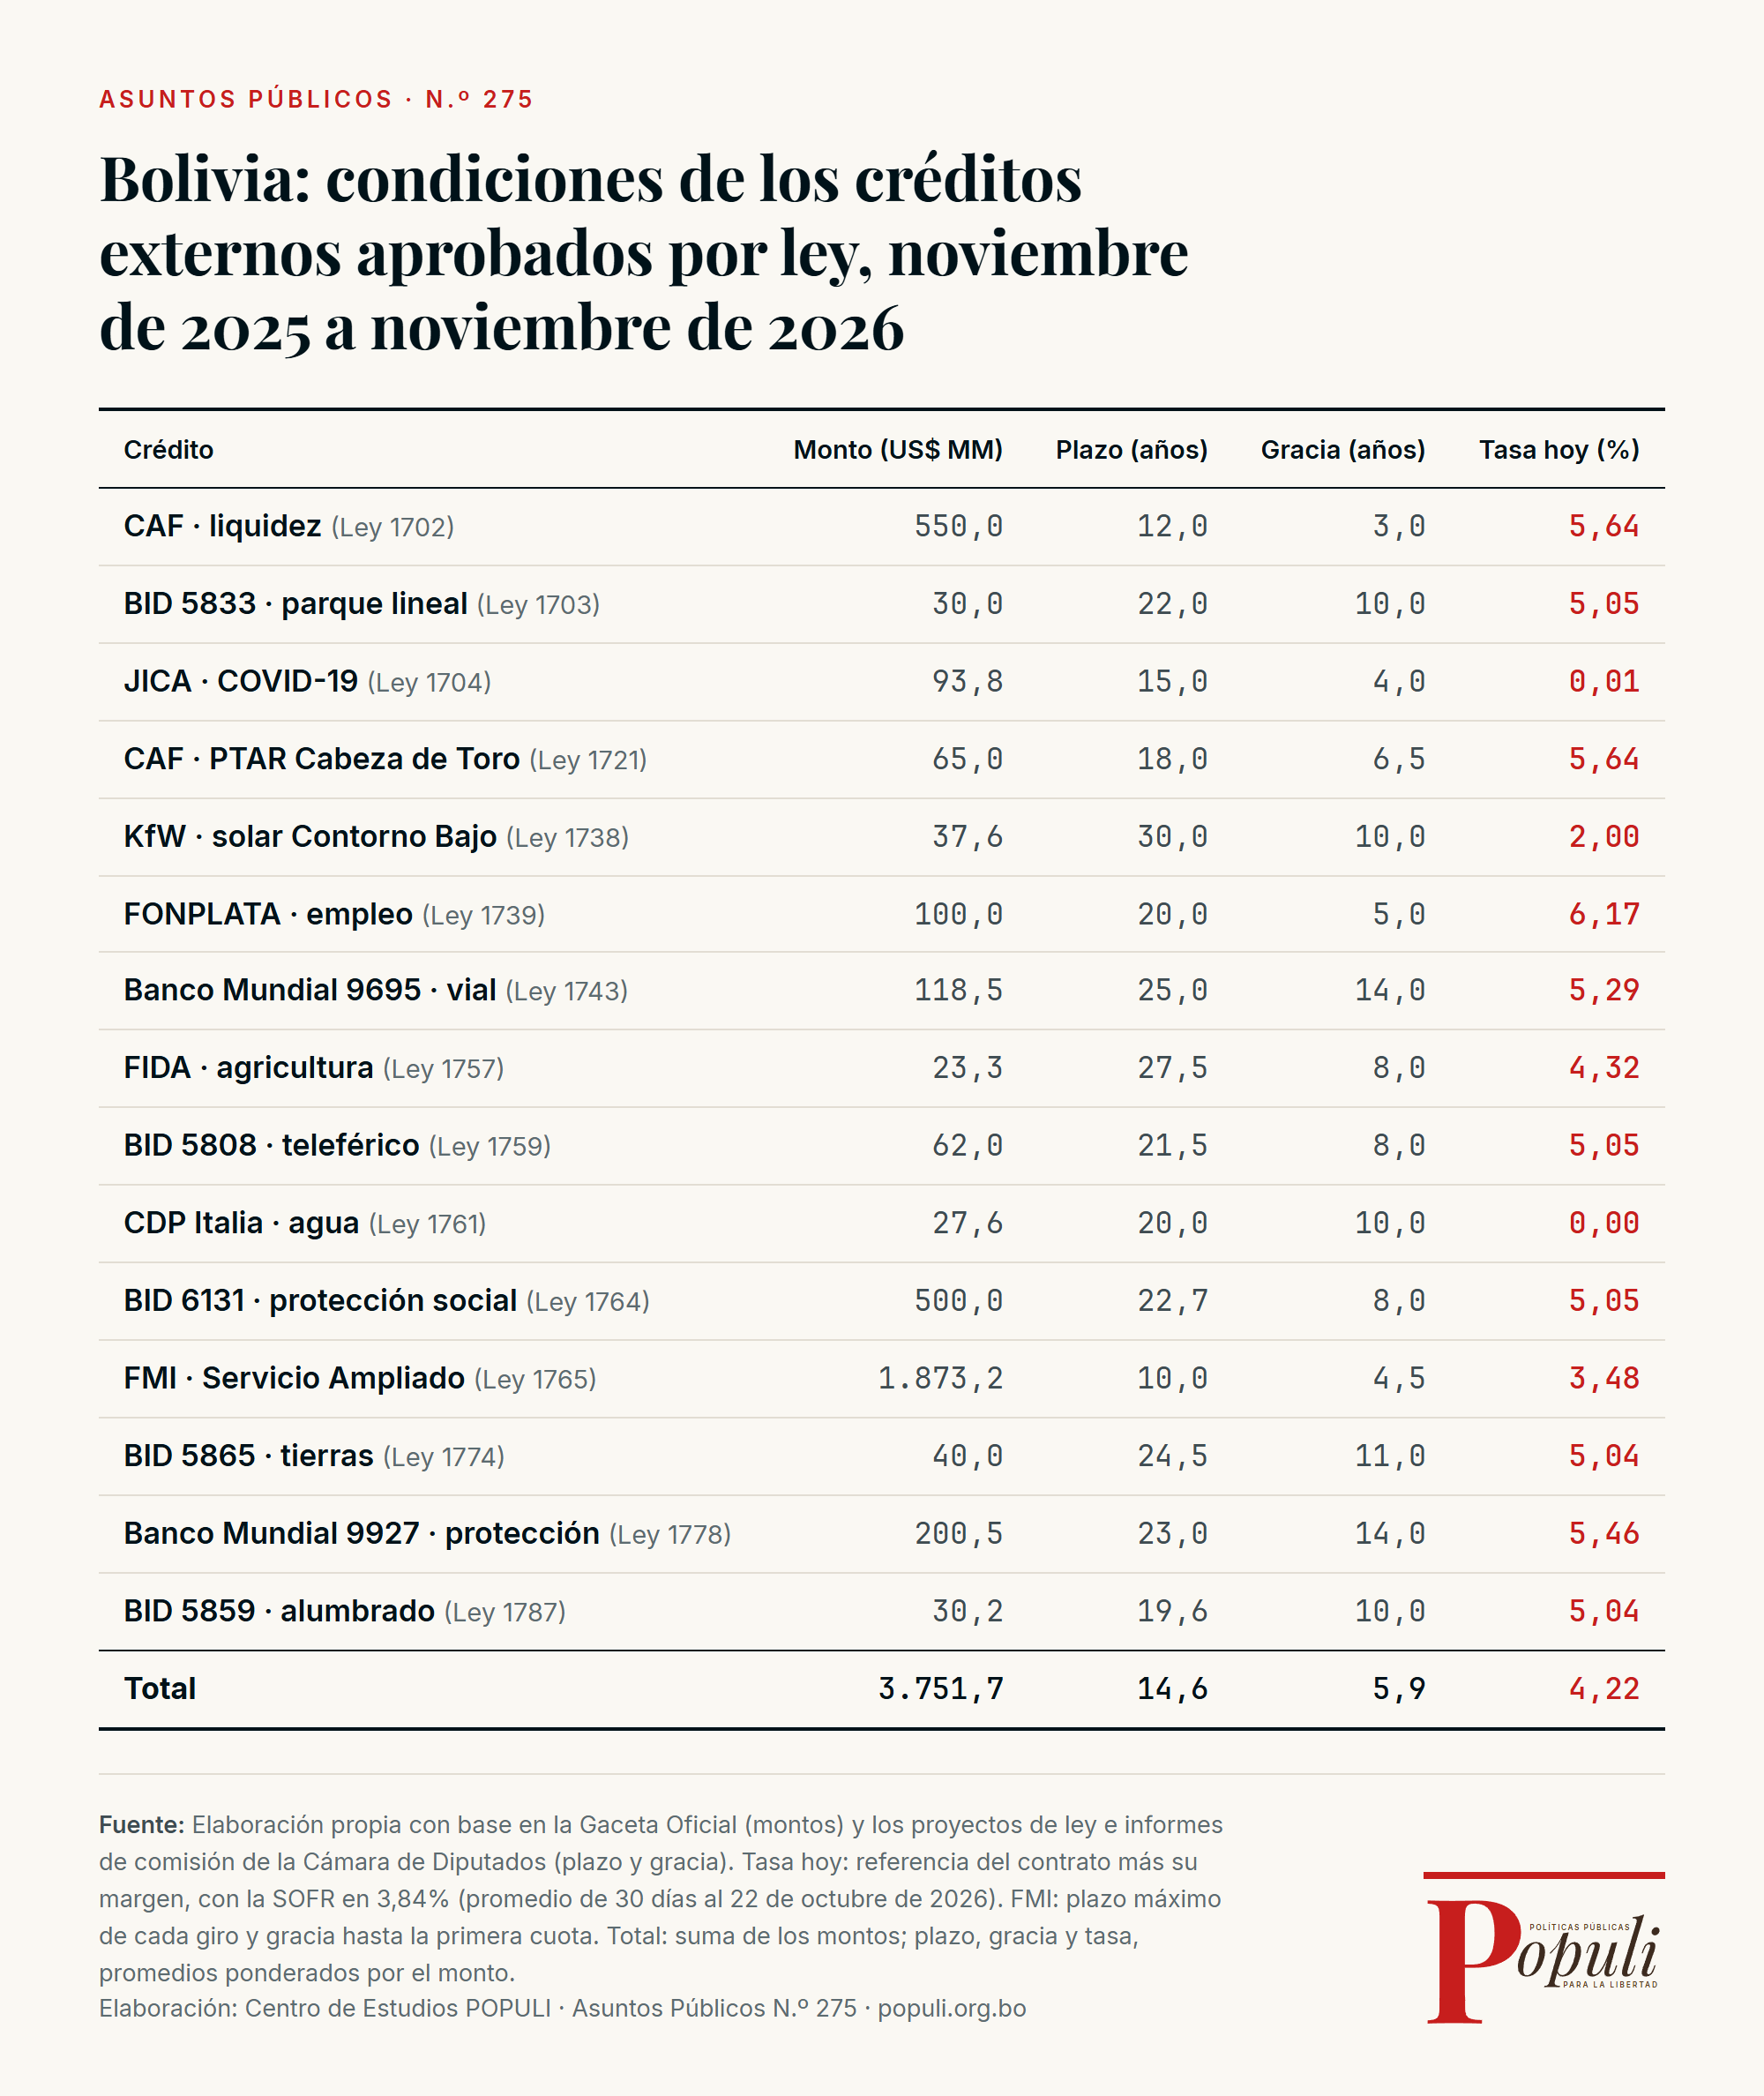 ASUNTOS PÚBLICOS · N.º 275
Bolivia: condiciones de los créditos
externos aprobados por ley, noviembre
de 2025 a noviembre de 2026
Crédito Monto (US$ MM) Plazo (años) Gracia (años) Tasa hoy (%)
CAF · liquidez (Ley 1702) 550,0 12,0 3,0 5,64
BID 5833 · parque lineal (Ley 1703) 30,0 22,0 10,0 5,05
JICA · COVID-19 (Ley 1704) 93,8 15,0 4,0 0,01
CAF · PTAR Cabeza de Toro (Ley 1721) 65,0 18,0 6,5 5,64
KfW · solar Contorno Bajo (Ley 1738) 37,6 30,0 10,0 2,00
FONPLATA · empleo (Ley 1739) 100,0 20,0 5,0 6,17
Banco Mundial 9695 · vial (Ley 1743) 118,5 25,0 14,0 5,29
FIDA · agricultura (Ley 1757) 23,3 27,5 8,0 4,32
BID 5808 · teleférico (Ley 1759) 62,0 21,5 8,0 5,05
CDP Italia · agua (Ley 1761) 27,6 20,0 10,0 0,00
BID 6131 · protección social (Ley 1764) 500,0 22,7 8,0 5,05
FMI · Servicio Ampliado (Ley 1765) 1.873,2 10,0 4,5 3,48
BID 5865 · tierras (Ley 1774) 40,0 24,5 11,0 5,04
Banco Mundial 9927 · protección (Ley 1778) 200,5 23,0 14,0 5,46
BID 5859 · alumbrado (Ley 1787) 30,2 19,6 10,0 5,04
Total 3.751,7 14,6 5,9 4,22
Fuente: Elaboración propia con base en la Gaceta Oficial (montos) y los proyectos de ley e informes
de comisión de la Cámara de Diputados (plazo y gracia). Tasa hoy: referencia del contrato más su
margen, con la SOFR en 3,84% (promedio de 30 días al 22 de octubre de 2026). FMI: plazo máximo
de cada giro y gracia hasta la primera cuota. Total: suma de los montos; plazo, gracia y tasa,
promedios ponderados por el monto.
Elaboración: Centro de Estudios POPULI · Asuntos Públicos N.º 275 · populi.org.bo
POLÍTICAS PÚBLICAS
Populi
PARA LA LIBERTAD